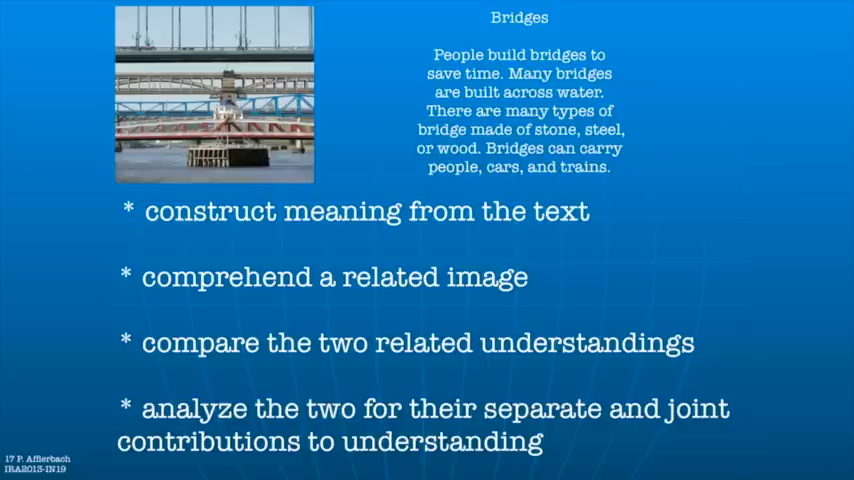 Bridges
People build bridges to
save time. Many bridges
are built across water.
There are many types of
bridge made of stone, steel,
or wood. Bridges can carry
people, cars, and trains.
* construct meaning from the text
* comprehend a related image
* compare the two related understandings
* analyze the two for their separate and joint
contributions to understanding
17 P. Afflerbach
IRA2013-IN19